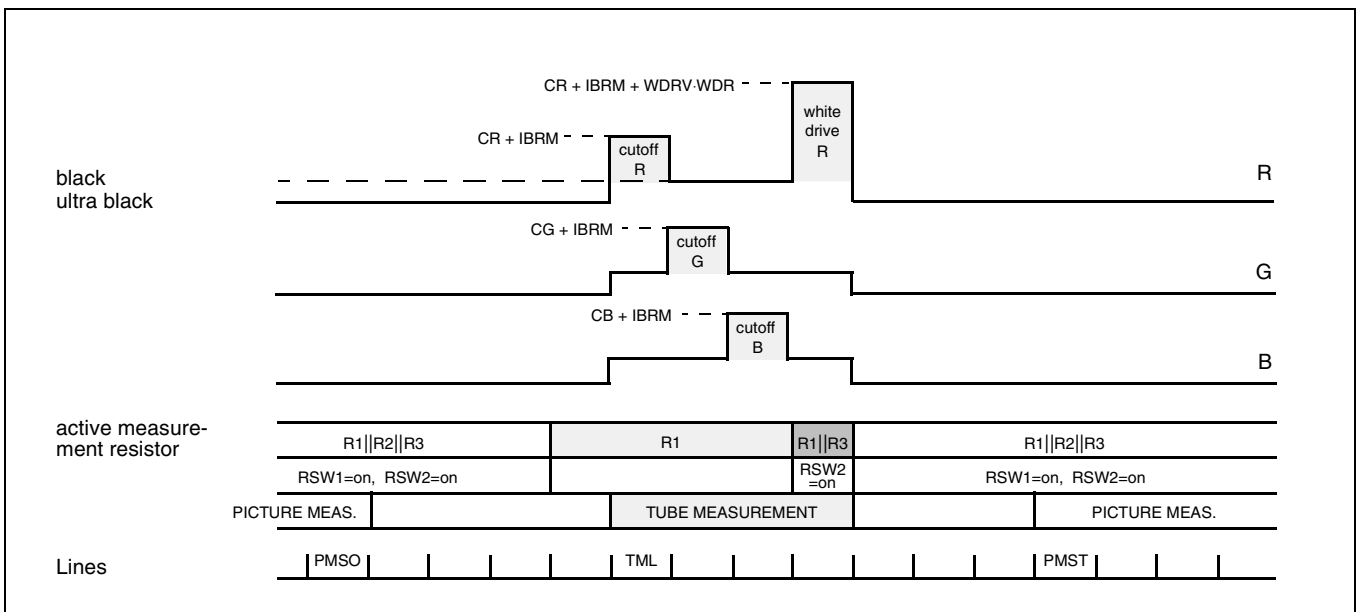 CR + IBRM + WDRV·WDR
white
drive
R
CR + IBRM
cutoff
R
black
ultra black
R
CG + IBRM
cutoff
G
G
CB + IBRM
cutoff
B
B
active measure-
ment resistor
R1||R2||R3
R1
R1||R3
R1||R2||R3
RSW1=on, RSW2=on
RSW2
=on
RSW1=on, RSW2=on
PICTURE MEAS.
TUBE MEASUREMENT
PICTURE MEAS.
Lines
PMSO
TML
PMST